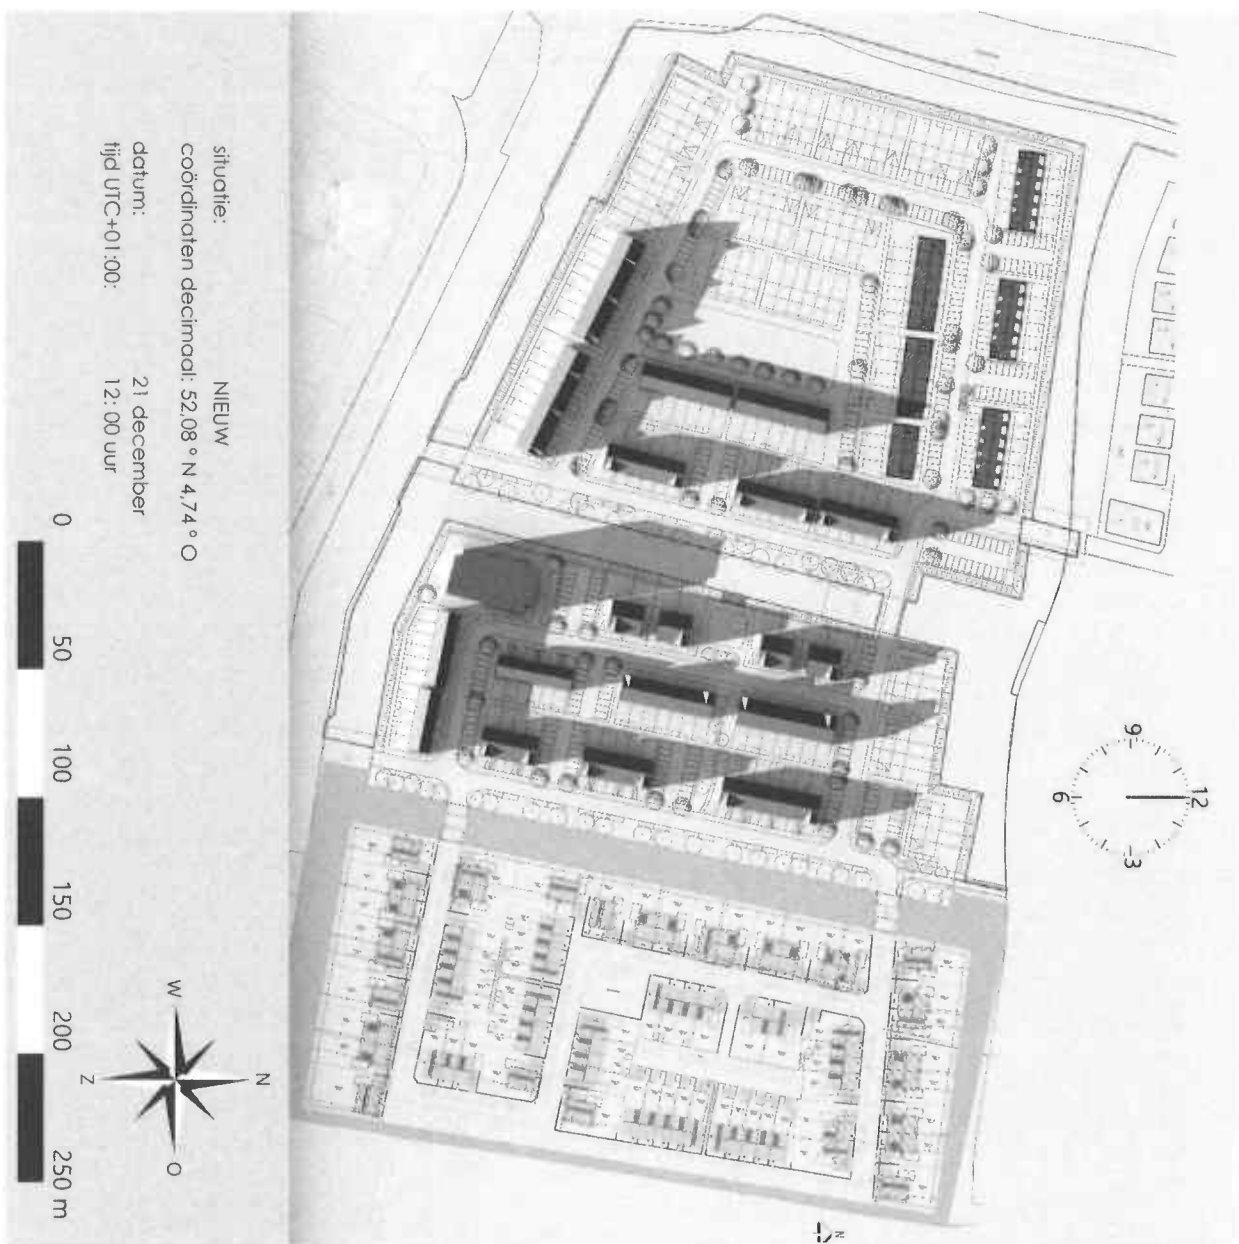 situatie: NIEUW
coördinaten decimaal: 52,08 ° N 4,74 ° O
datum: 21 december
tijd UTC+01:00: 12: 00 uur
0 50 100 150 200 250 m
N
O
Z
W
12
3
6
9
N